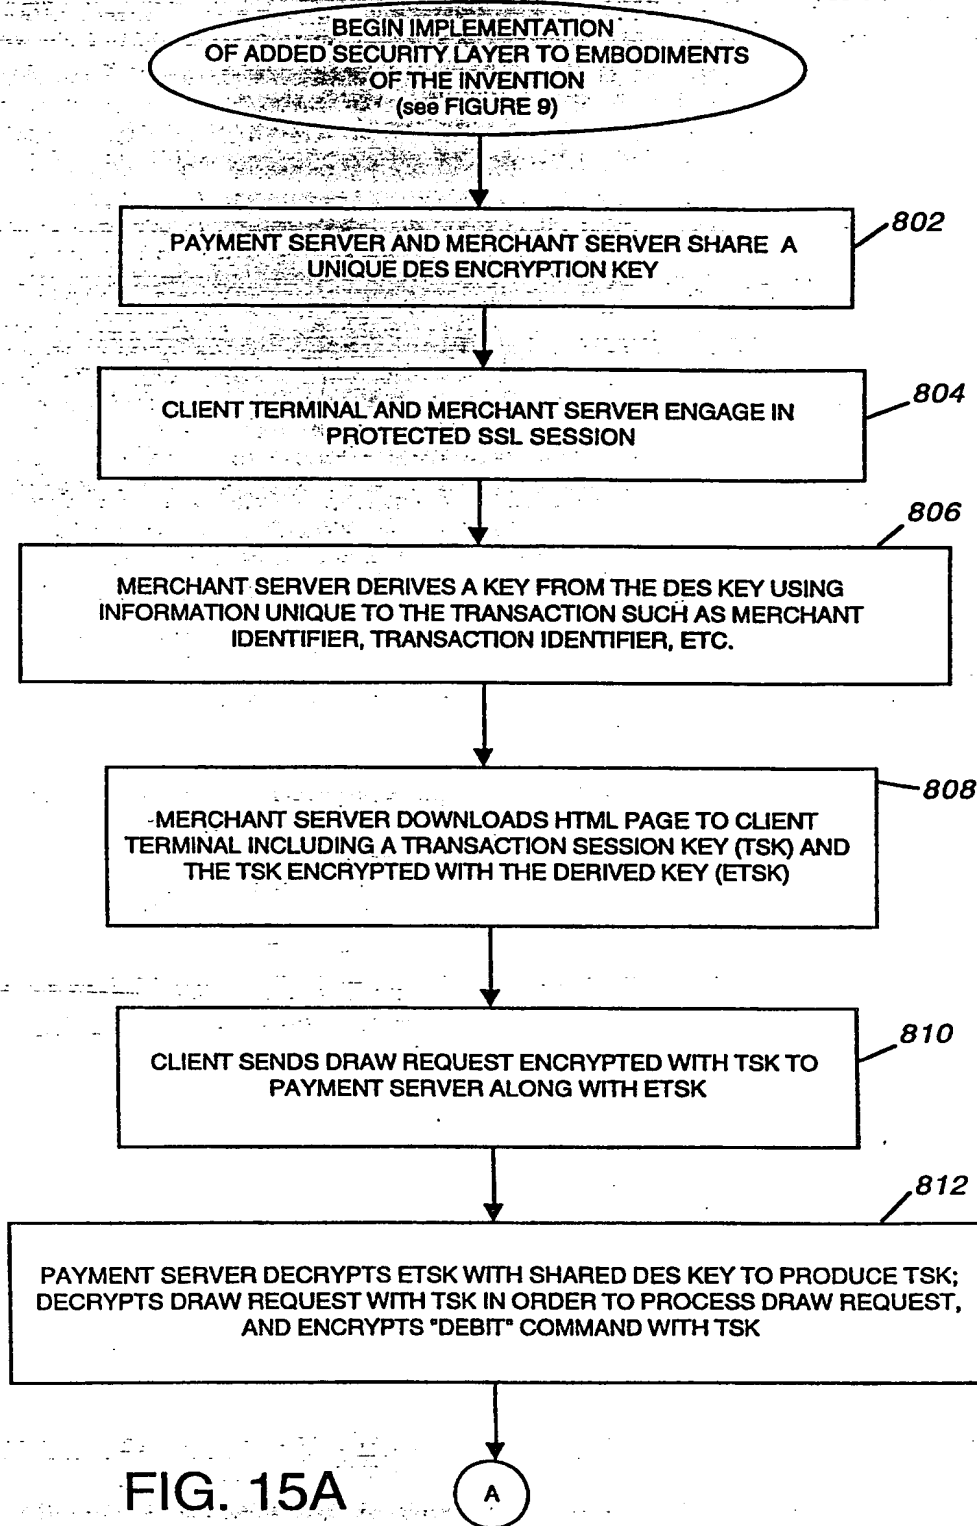 BEGIN IMPLEMENTATION
OF ADDED SECURITY LAYER TO EMBODIMENTS
OF THE INVENTION
(see FIGURE 9)
802
PAYMENT SERVER AND MERCHANT SERVER SHARE A
UNIQUE DES ENCRYPTION KEY
804
CLIENT TERMINAL AND MERCHANT SERVER ENGAGE IN
PROTECTED SSL SESSION
806
MERCHANT SERVER DERIVES A KEY FROM THE DES KEY USING
INFORMATION UNIQUE TO THE TRANSACTION SUCH AS MERCHANT
IDENTIFIER, TRANSACTION IDENTIFIER, ETC.
808
MERCHANT SERVER DOWNLOADS HTML PAGE TO CLIENT
TERMINAL INCLUDING A TRANSACTION SESSION KEY (TSK) AND
THE TSK ENCRYPTED WITH THE DERIVED KEY (ETSK)
810
CLIENT SENDS DRAW REQUEST ENCRYPTED WITH TSK TO
PAYMENT SERVER ALONG WITH ETSK
812
PAYMENT SERVER DECRYPTS ETSK WITH SHARED DES KEY TO PRODUCE TSK;
DECRYPTS DRAW REQUEST WITH TSK IN ORDER TO PROCESS DRAW REQUEST,
AND ENCRYPTS "DEBIT" COMMAND WITH TSK
FIG. 15A
A